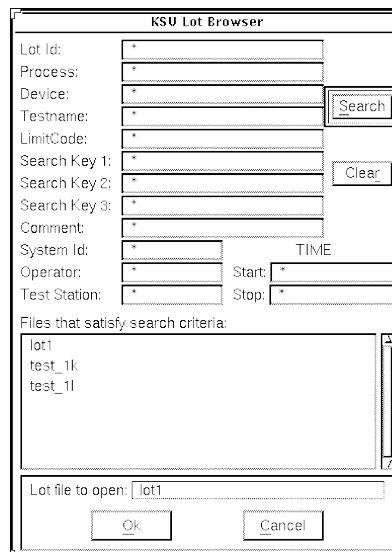 KSU Lot Browser
Lot Id: *
Process: *
Device: *
Testname: *
Search
LimitCode: *
Search Key 1: *
Clear
Search Key 2: *
Search Key 3: *
Comment: *
System Id: * TIME
Operator: * Start: *
Test Station: * Stop: *
Files that satisfy search criteria:
lot1
test_1k
test_1l
Lot file to open: lot1
Ok Cancel